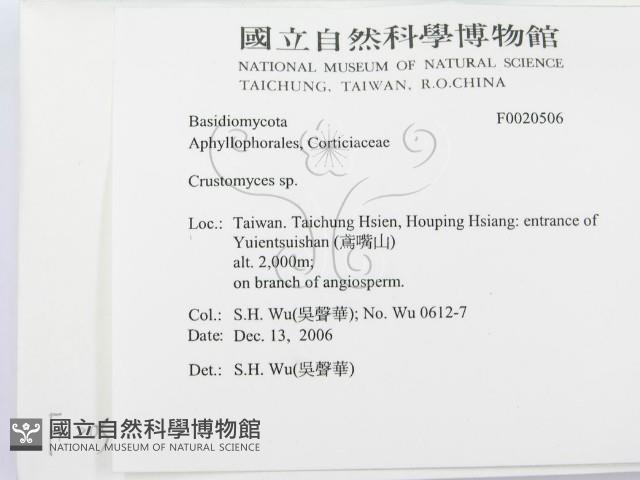 國立自然科學博物館
NATIONAL MUSEUM OF NATURAL SCIENCE
TAICHUNG, TAIWAN, R.O.CHINA
Basidiomycota F0020506
Aphyllophorales, Corticiaceae
Crustomyces sp.
Loc.: Taiwan. Taichung Hsien, Houping Hsiang: entrance of
Yuientsuishan (鳶嘴山)
alt. 2,000m;
on branch of angiosperm.
Col.: S.H. Wu(吳聲華); No. Wu 0612-7
Date: Dec. 13, 2006
Det.: S.H. Wu(吳聲華)
國立自然科學博物館
NATIONAL MUSEUM OF NATURAL SCIENCE